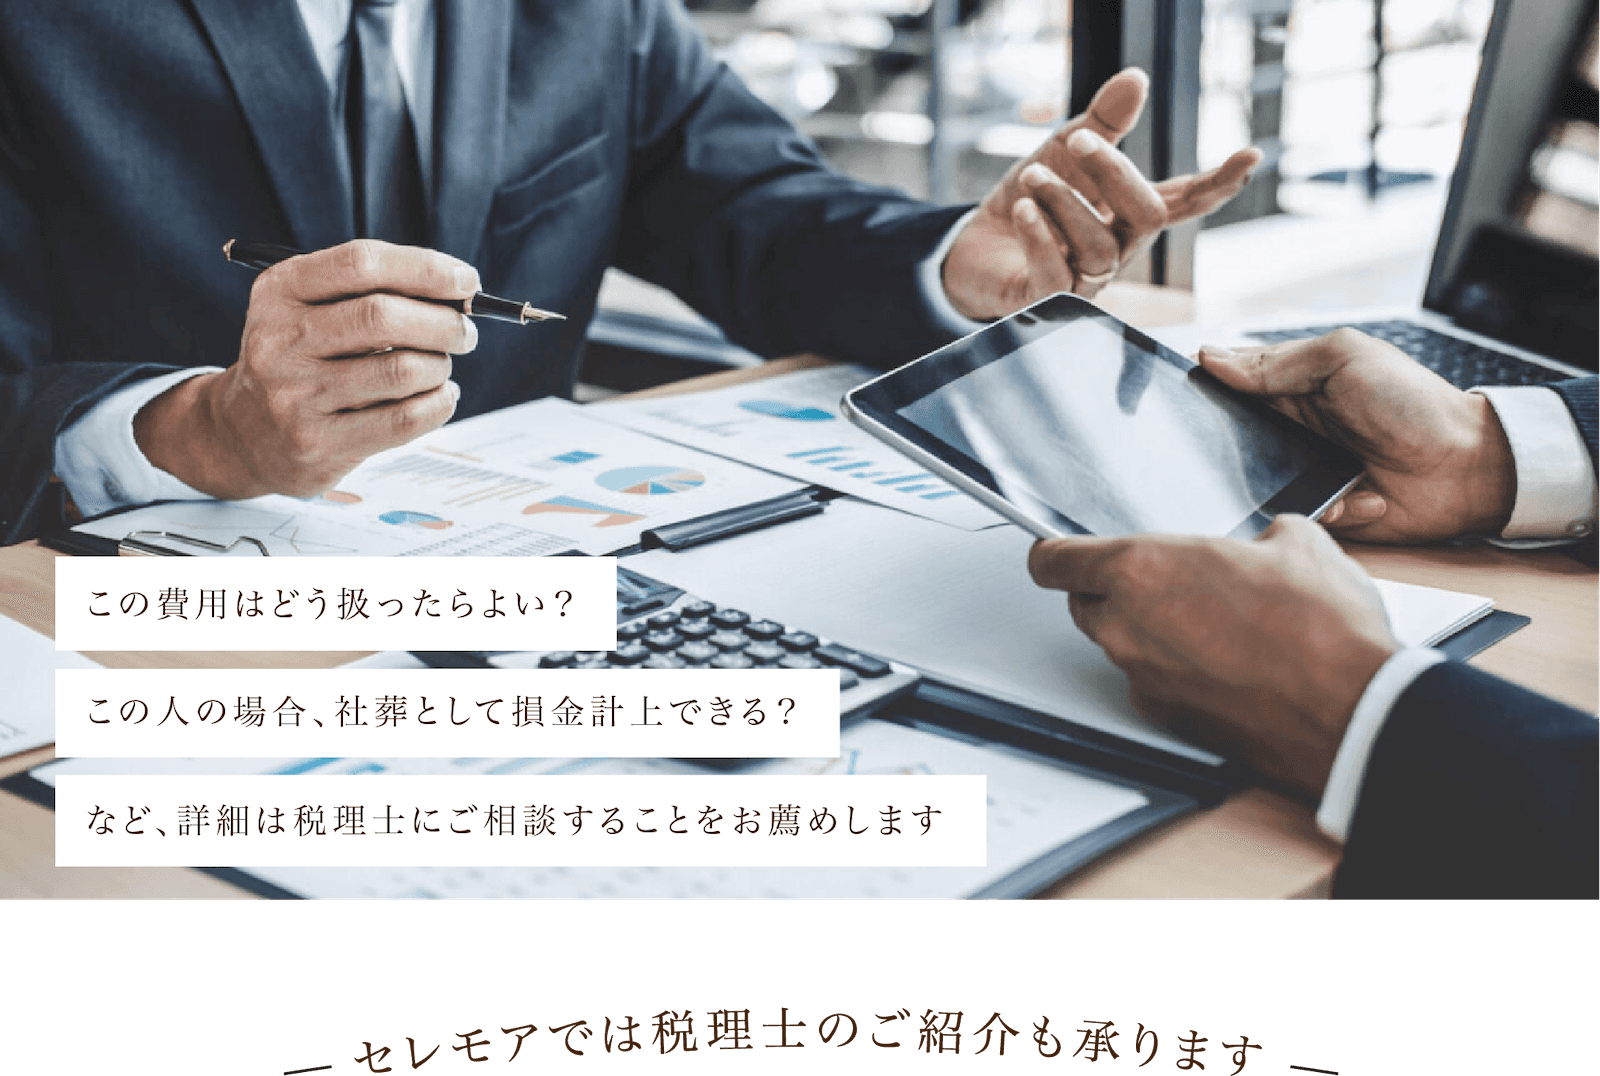 この費用はどう扱ったらよい？
この人の場合、社葬として損金計上できる？
など、詳細は税理士にご相談することをお薦めします
セレモアでは税理士のご紹介も承ります